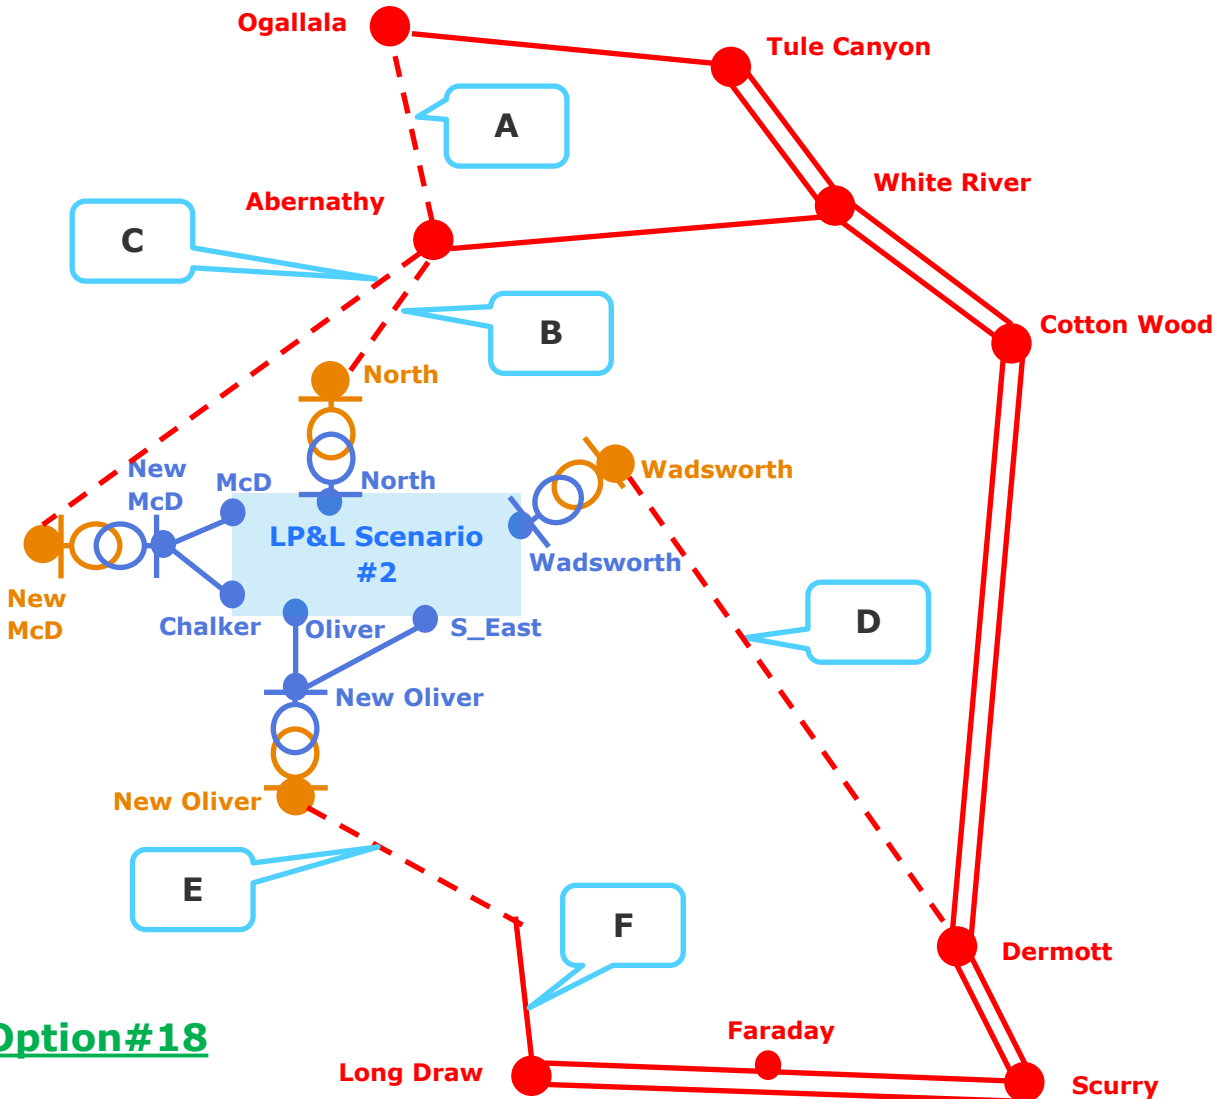 Ogallala
Tule Canyon
A
White River
Abernathy
C
B
Cotton Wood
North
New
McD
McD
North
Wadsworth
LP&L Scenario
#2
Wadsworth
New
McD
Chalker
Oliver
S_East
D
New Oliver
New Oliver
E
F
Dermott
Option#18
Faraday
Long Draw
Scurry